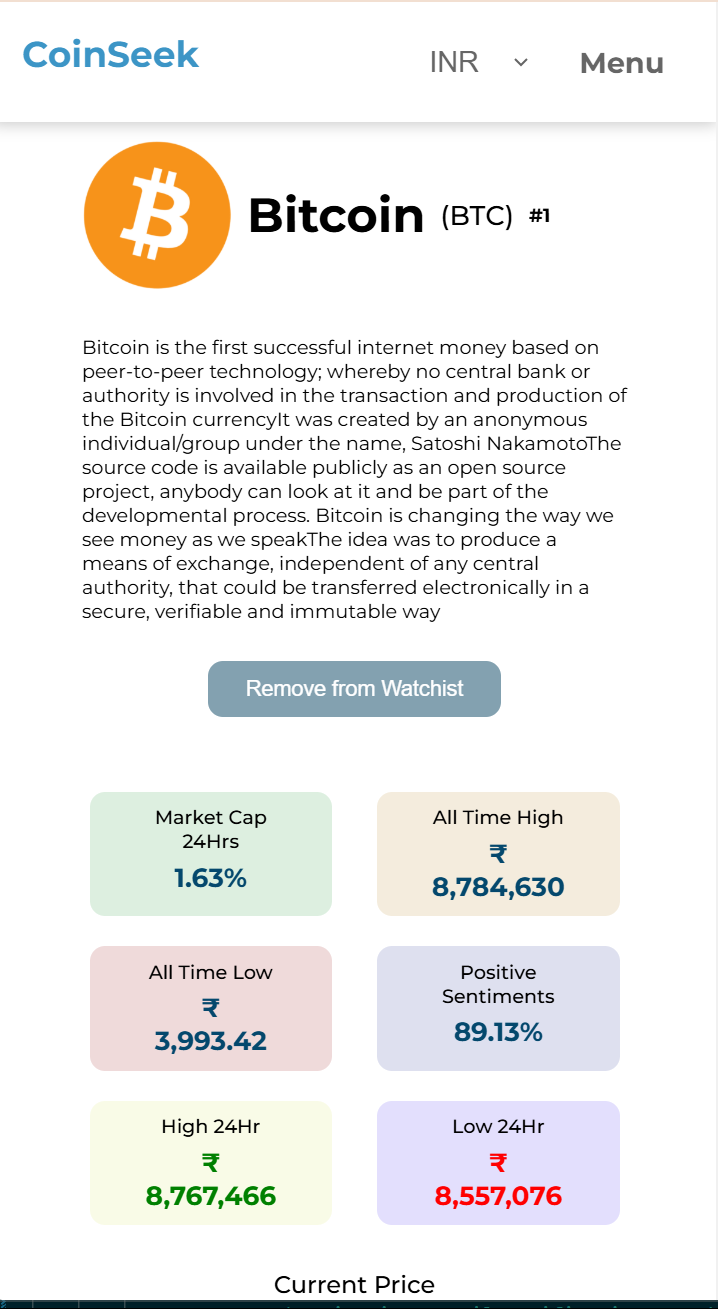 CoinSeek
INR
Menu
Bitcoin (BTC) #1
Bitcoin is the first successful internet money based on
peer-to-peer technology; whereby no central bank or
authority is involved in the transaction and production of
the Bitcoin currencyIt was created by an anonymous
individual/group under the name, Satoshi NakamotoThe
source code is available publicly as an open source
project, anybody can look at it and be part of the
developmental process. Bitcoin is changing the way we
see money as we speakThe idea was to produce a
means of exchange, independent of any central
authority, that could be transferred electronically in a
secure, verifiable and immutable way
Remove from Watchist
Market Cap
24Hrs
1.63%
All Time High
₹
8,784,630
All Time Low
₹
3,993.42
Positive
Sentiments
89.13%
High 24Hr
₹
8,767,466
Low 24Hr
₹
8,557,076
Current Price